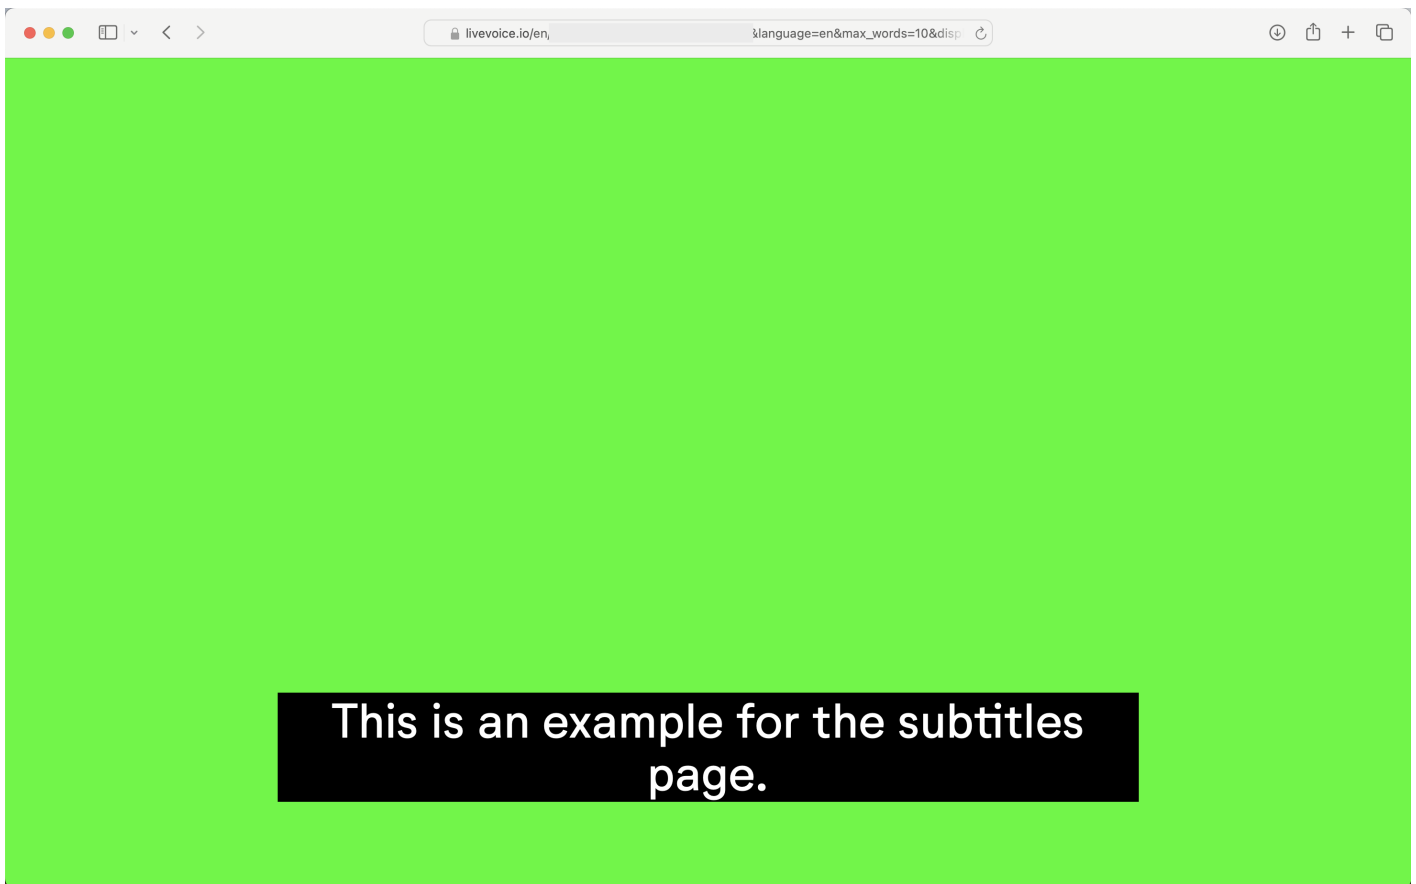 livevoice.io/en/ &language=en&max_words=10&disp
This is an example for the subtitles
page.